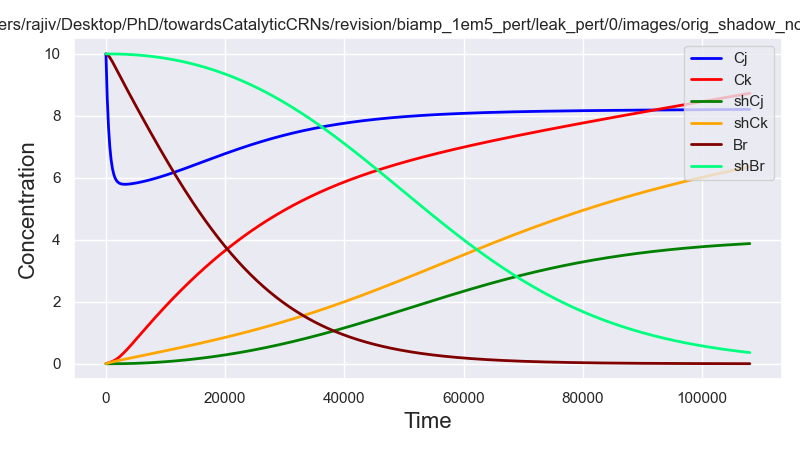 ers/rajiv/Desktop/PhD/towardsCatalyticCRNs/revision/biamp_1em5_pert/leak_pert/0/images/orig_shadow_no
Concentration
10
8
6
4
2
0
0 20000 40000 60000 80000 100000
Time
Cj
Ck
shCj
shCk
Br
shBr